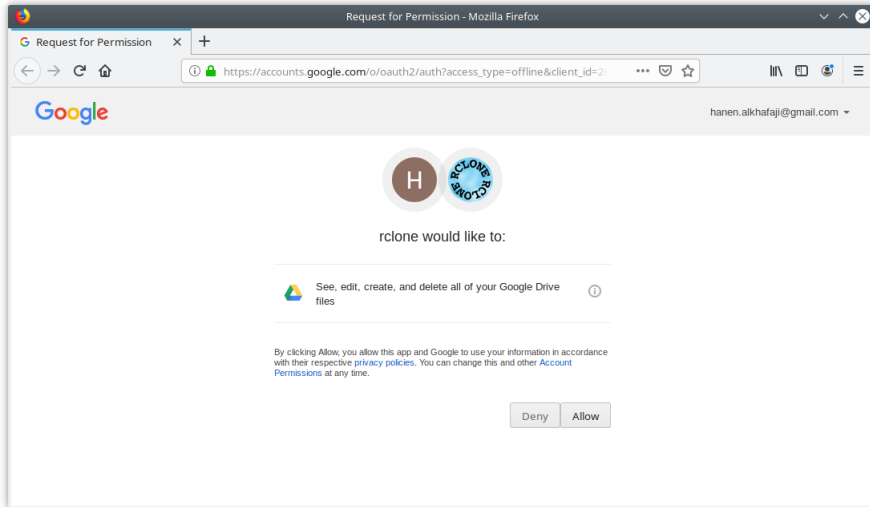 Request for Permission - Mozilla Firefox
G Request for Permission
https://accounts.google.com/o/oauth2/auth?access_type=offline&client_id=2
Google
hanen.alkhafaji@gmail.com
H
RCLONE RCLONE
rclone would like to:
See, edit, create, and delete all of your Google Drive
files
By clicking Allow, you allow this app and Google to use your information in accordance
with their respective privacy policies. You can change this and other Account
Permissions at any time.
Deny
Allow